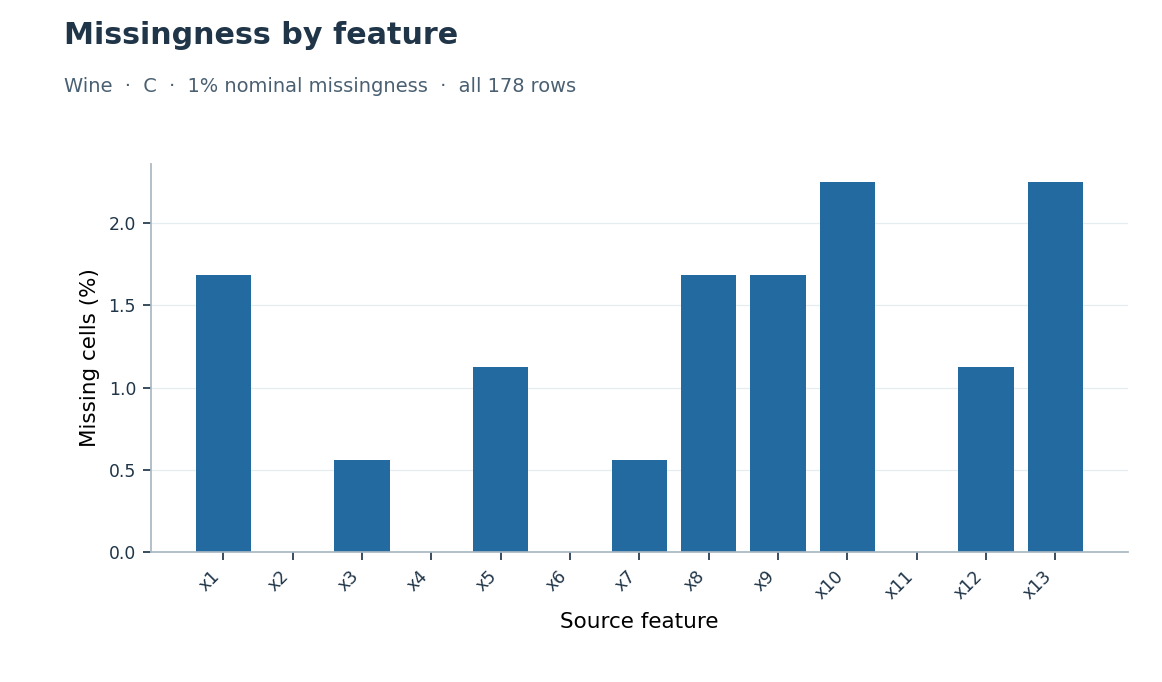 Missingness by feature
Wine · C · 1% nominal missingness · all 178 rows
Missing cells (%)
2.0
1.5
1.0
0.5
0.0
x1 x2 x3 x4 x5 x6 x7 x8 x9 x10 x11 x12 x13
Source feature